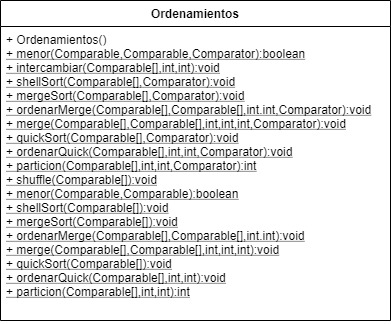 Ordenamientos
+ Ordenamientos()
+ menor(Comparable,Comparable,Comparator):boolean
+ intercambiar(Comparable[],int,int):void
+ shellSort(Comparable[],Comparator):void
+ mergeSort(Comparable[],Comparator):void
+ ordenarMerge(Comparable[],Comparable[],int.int,Comparator):void
+ merge(Comparable[],Comparable[],int,int,int,Comparator):void
+ quickSort(Comparable[],Comparator):void
+ ordenarQuick(Comparable[],int,int,Comparator):void
+ particion(Comparable[],int,int,Comparator):int
+ shuffle(Comparable[]):void
+ menor(Comparable,Comparable):boolean
+ shellSort(Comparable[]):void
+ mergeSort(Comparable[]):void
+ ordenarMerge(Comparable[],Comparable[],int.int):void
+ merge(Comparable[],Comparable[],int,int,int):void
+ quickSort(Comparable[]):void
+ ordenarQuick(Comparable[],int,int):void
+ particion(Comparable[],int,int):int